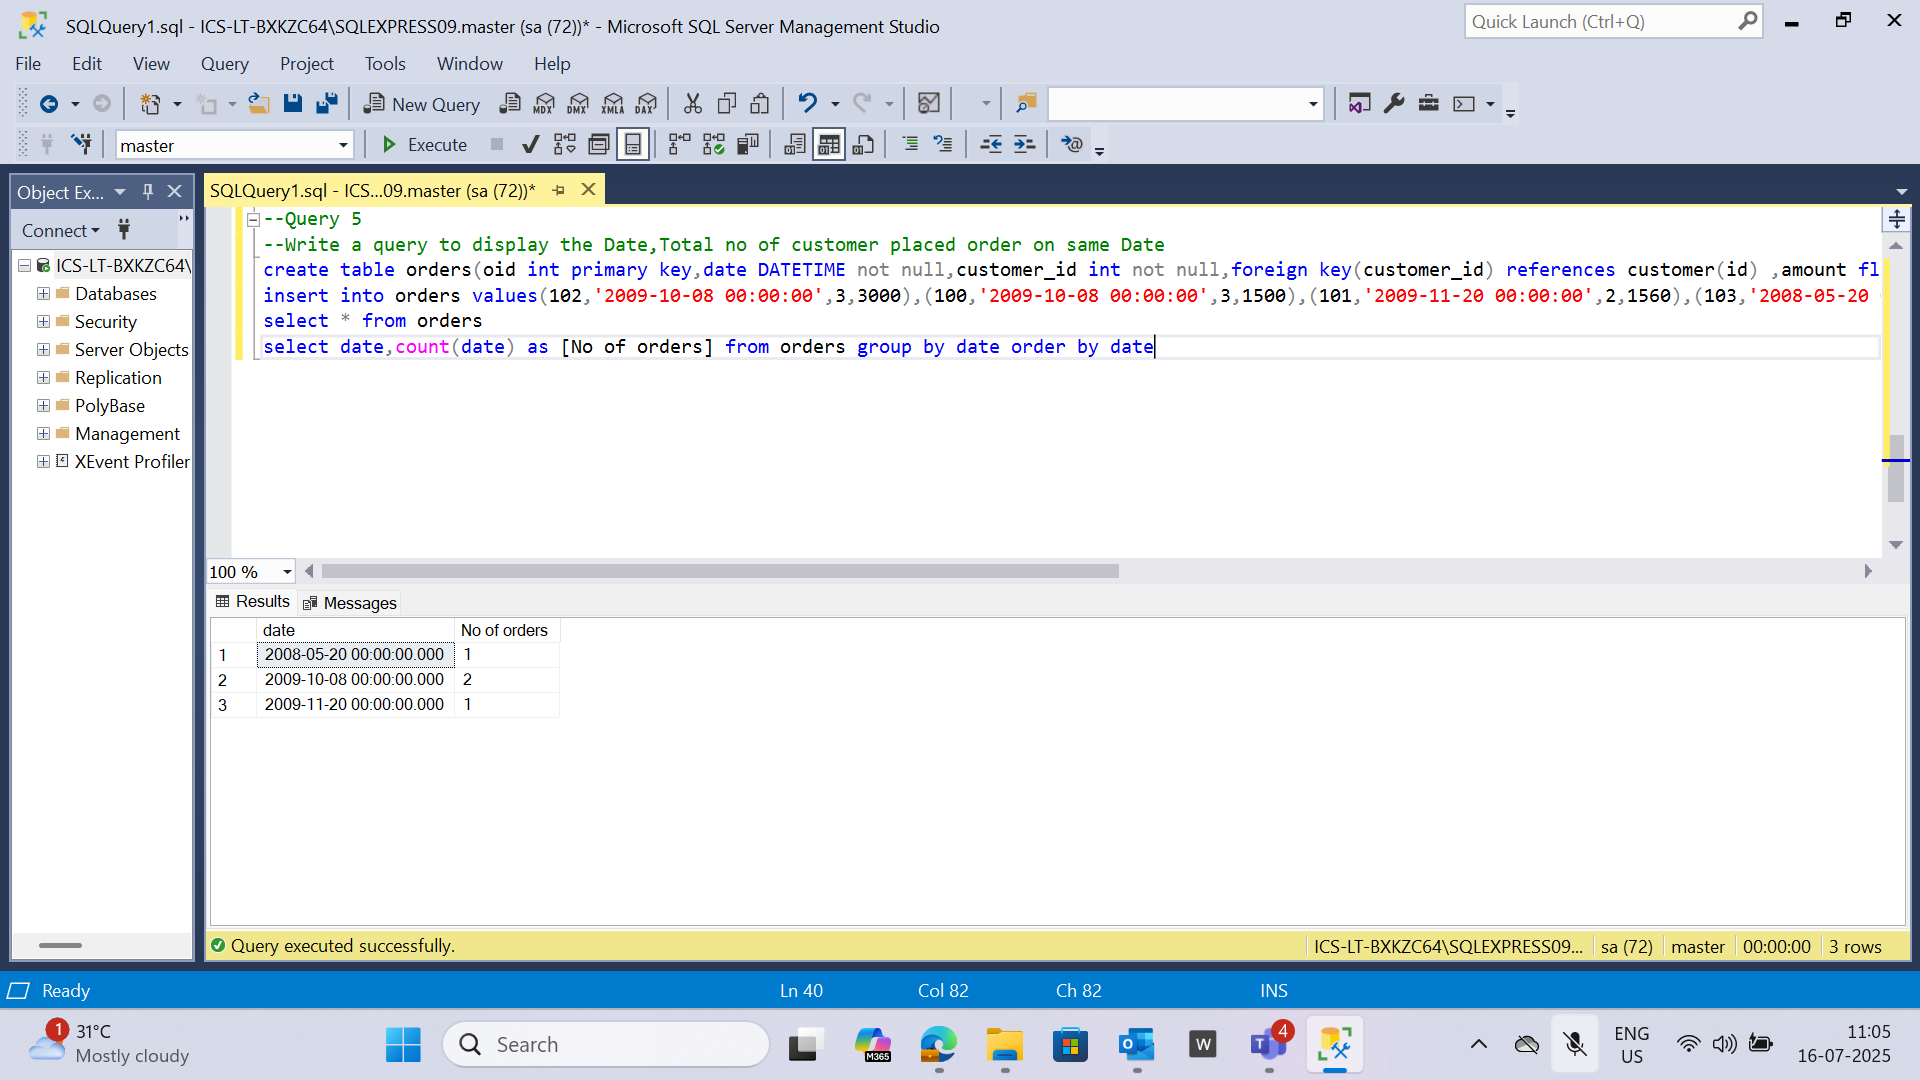 SQLQuery1.sql - ICS-LT-BXKZC64\SQLEXPRESS09.master (sa (72))* - Microsoft SQL Server Management Studio
Quick Launch (Ctrl+Q)
File Edit View Query Project Tools Window Help
New Query MDX DMX XMLA DAX
master Execute
Object Ex...
SQLQuery1.sql - ICS...09.master (sa (72))*
Connect
ICS-LT-BXKZC64\
Databases
Security
Server Objects
Replication
PolyBase
Management
XEvent Profiler
--Query 5
--Write a query to display the Date,Total no of customer placed order on same Date
create table orders(oid int primary key,date DATETIME not null,customer_id int not null,foreign key(customer_id) references customer(id) ,amount fl
insert into orders values(102,'2009-10-08 00:00:00',3,3000),(100,'2009-10-08 00:00:00',3,1500),(101,'2009-11-20 00:00:00',2,1560),(103,'2008-05-20
select * from orders
select date,count(date) as [No of orders] from orders group by date order by date
100 %
Results Messages
date No of orders
1 2008-05-20 00:00:00.000 1
2 2009-10-08 00:00:00.000 2
3 2009-11-20 00:00:00.000 1
Query executed successfully.
ICS-LT-BXKZC64\SQLEXPRESS09... sa (72) master 00:00:00 3 rows
Ready Ln 40 Col 82 Ch 82 INS
1 31°C
Mostly cloudy
Search
M365
W
4
ENG
US
11:05
16-07-2025